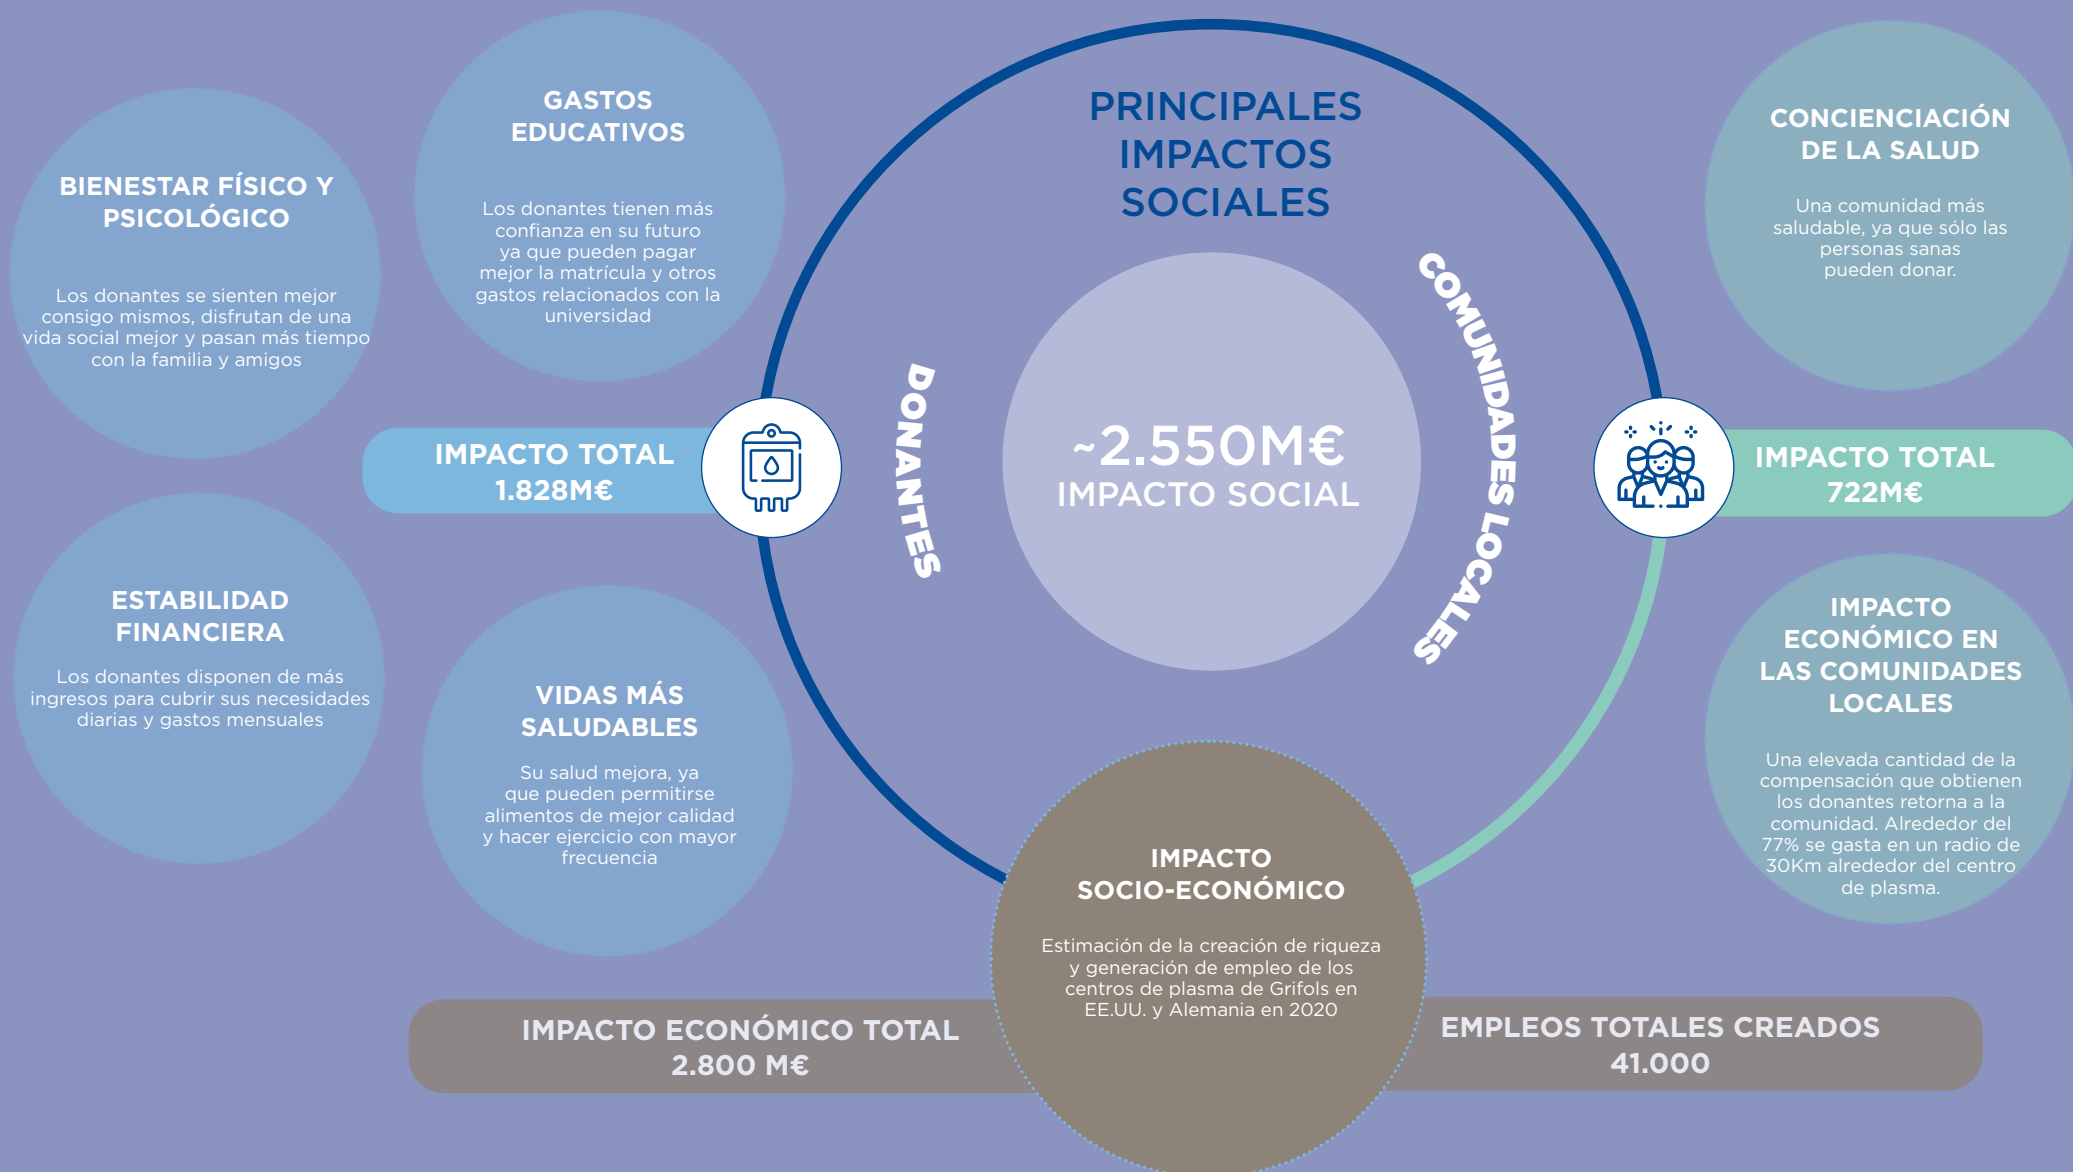 BIENESTAR FÍSICO Y
PSICOLÓGICO
Los donantes se sienten mejor
consigo mismos, disfrutan de una
vida social mejor y pasan más tiempo
con la familia y amigos
GASTOS
EDUCATIVOS
Los donantes tienen más
confianza en su futuro
ya que pueden pagar
mejor la matrícula y otros
gastos relacionados con la
universidad
IMPACTO TOTAL
1.828M€
ESTABILIDAD
FINANCIERA
Los donantes disponen de más
ingresos para cubrir sus necesidades
diarias y gastos mensuales
VIDAS MÁS
SALUDABLES
Su salud mejora, ya
que pueden permitirse
alimentos de mejor calidad
y hacer ejercicio con mayor
frecuencia
PRINCIPALES
IMPACTOS
SOCIALES
DONANTES
~2.550M€
IMPACTO SOCIAL
COMUNIDADES LOCALES
CONCIENCIACIÓN
DE LA SALUD
Una comunidad más
saludable, ya que sólo las
personas sanas
pueden donar.
IMPACTO TOTAL
722M€
IMPACTO
ECONÓMICO EN
LAS COMUNIDADES
LOCALES
Una elevada cantidad de la
compensación que obtienen
los donantes retorna a la
comunidad. Alrededor del
77% se gasta en un radio de
30Km alrededor del centro
de plasma.
IMPACTO
SOCIO-ECONÓMICO
Estimación de la creación de riqueza
y generación de empleo de los
centros de plasma de Grifols en
EE.UU. y Alemania en 2020
IMPACTO ECONÓMICO TOTAL
2.800 M€
EMPLEOS TOTALES CREADOS
41.000